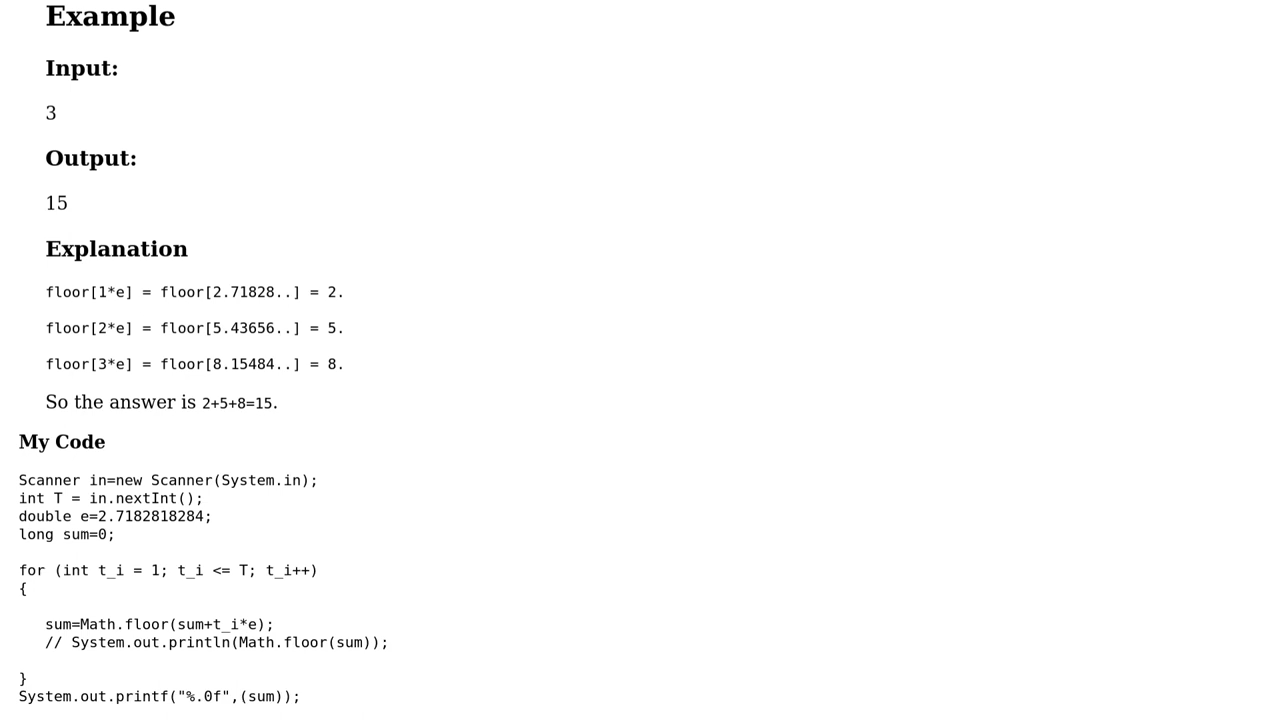 Example
Input:
3
Output:
15
Explanation
floor[1*e] = floor[2.71828..] = 2.
floor[2*e] = floor[5.43656..] = 5.
floor[3*e] = floor[8.15484..] = 8.
So the answer is 2+5+8=15.
My Code
Scanner in=new Scanner(System.in);
int T = in.nextInt();
double e=2.7182818284;
long sum=0;
for (int t_i = 1; t_i <= T; t_i++)
{
sum=Math.floor(sum+t_i*e);
// System.out.println(Math.floor(sum));
}
System.out.printf("%.0f",(sum));